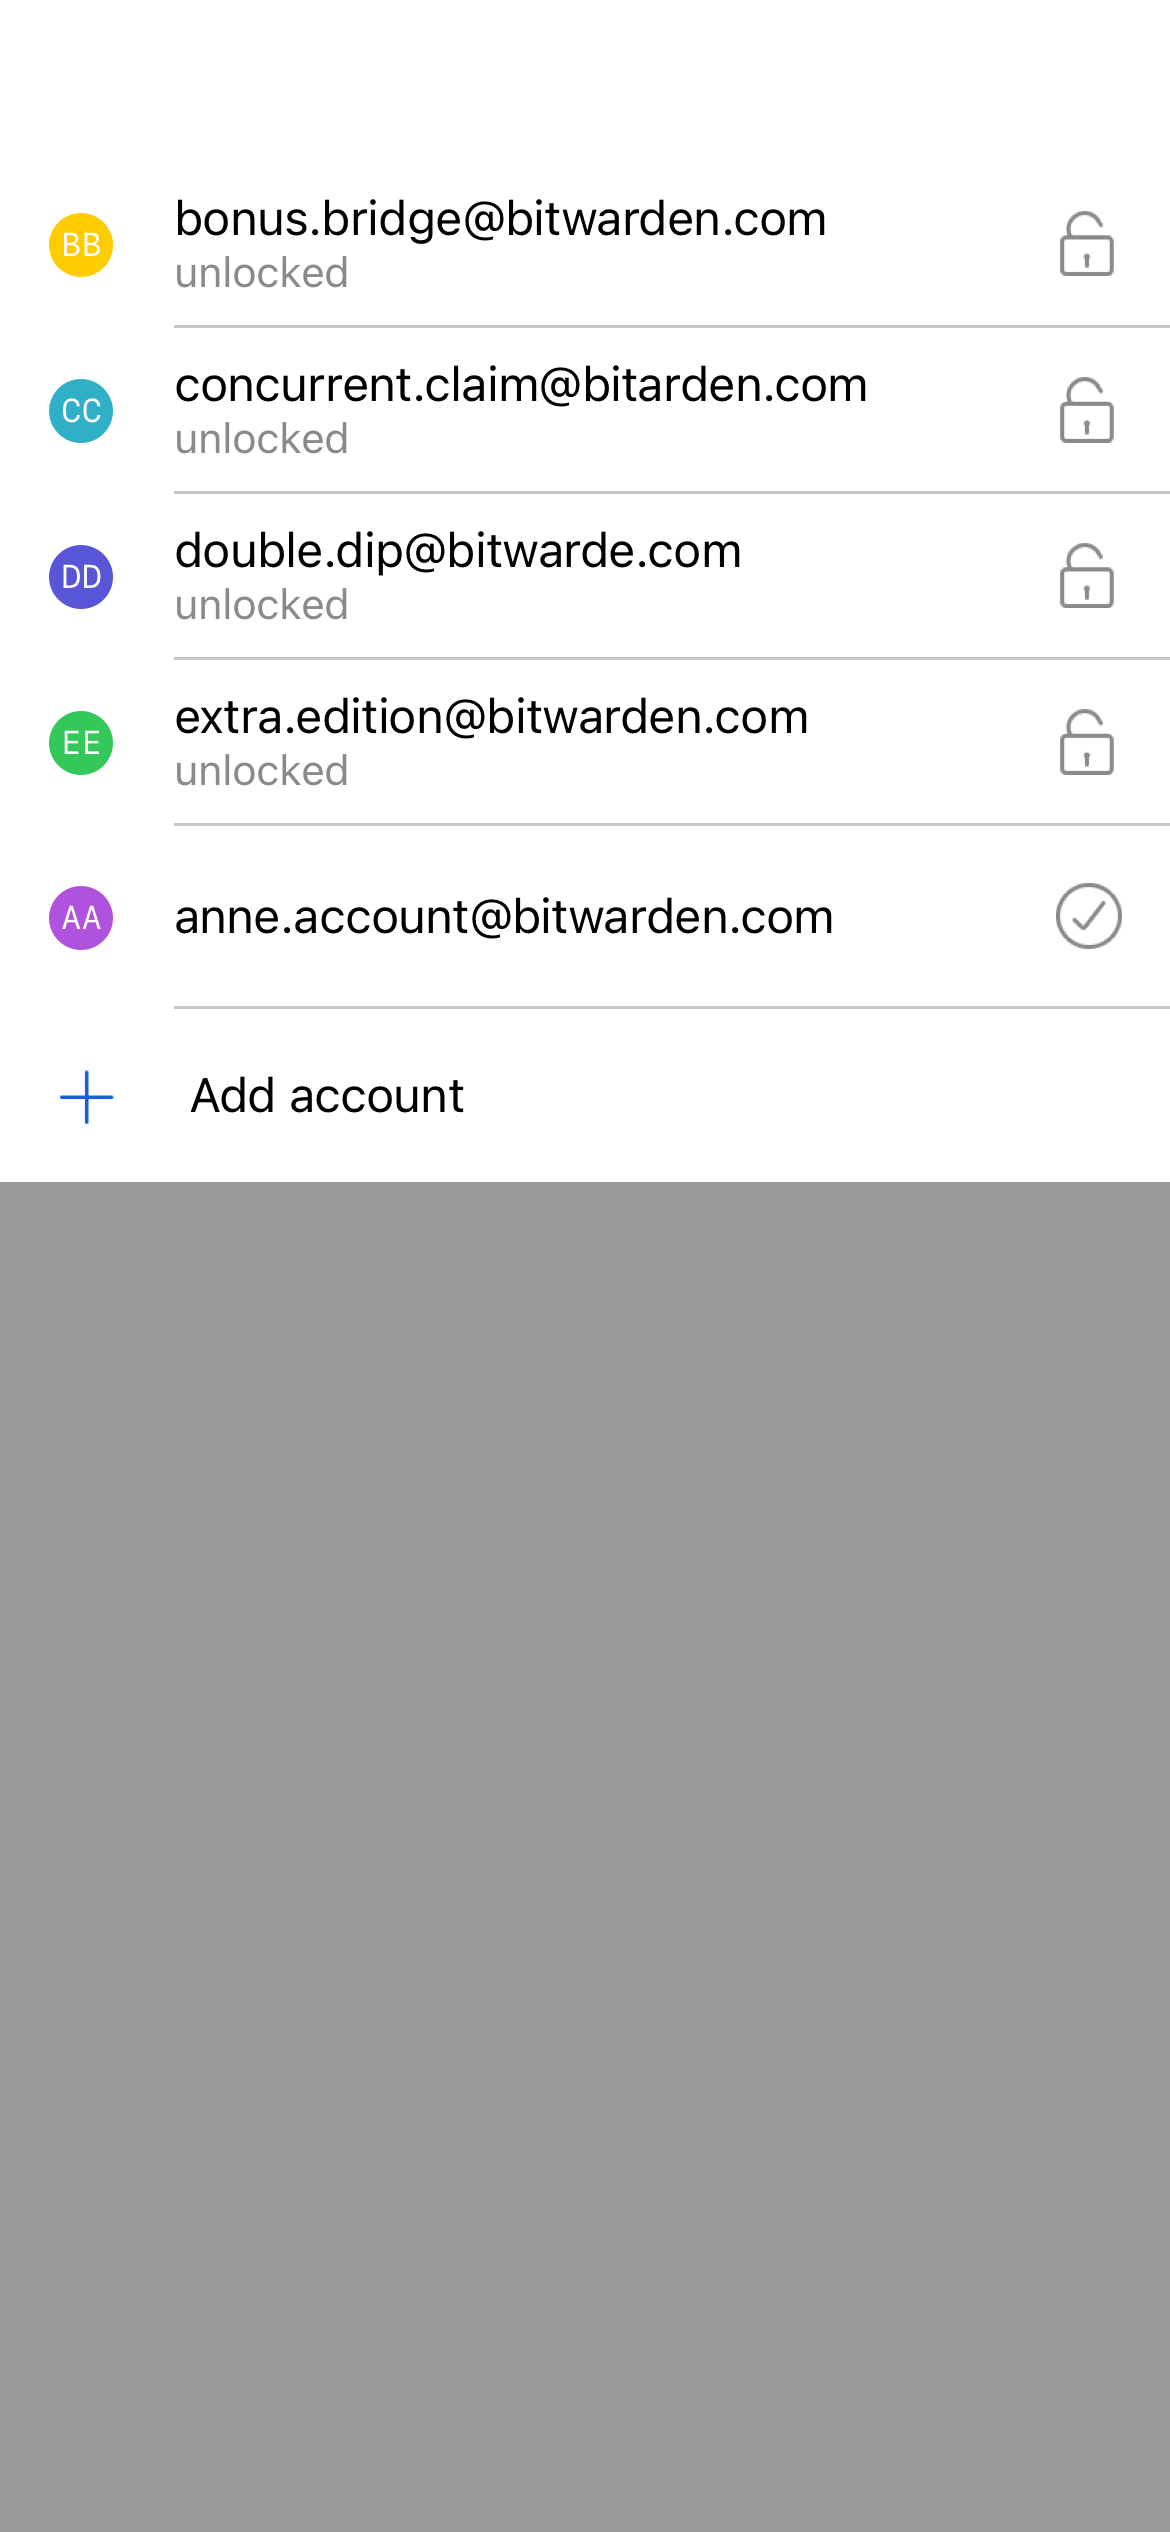 BB bonus.bridge@bitwarden.com
unlocked
CC concurrent.claim@bitarden.com
unlocked
DD double.dip@bitwarde.com
unlocked
EE extra.edition@bitwarden.com
unlocked
AA anne.account@bitwarden.com
Add account